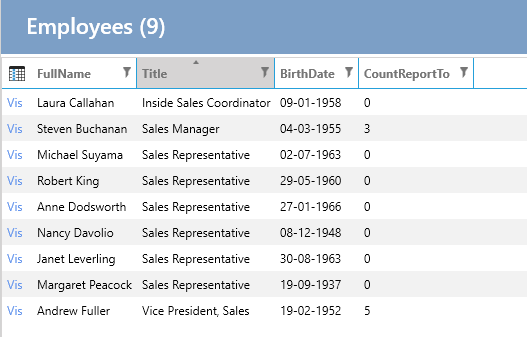 Employees (9)
FullName Title BirthDate CountReportTo
Vis Laura Callahan Inside Sales Coordinator 09-01-1958 0
Vis Steven Buchanan Sales Manager 04-03-1955 3
Vis Michael Suyama Sales Representative 02-07-1963 0
Vis Robert King Sales Representative 29-05-1960 0
Vis Anne Dodsworth Sales Representative 27-01-1966 0
Vis Nancy Davolio Sales Representative 08-12-1948 0
Vis Janet Leverling Sales Representative 30-08-1963 0
Vis Margaret Peacock Sales Representative 19-09-1937 0
Vis Andrew Fuller Vice President, Sales 19-02-1952 5